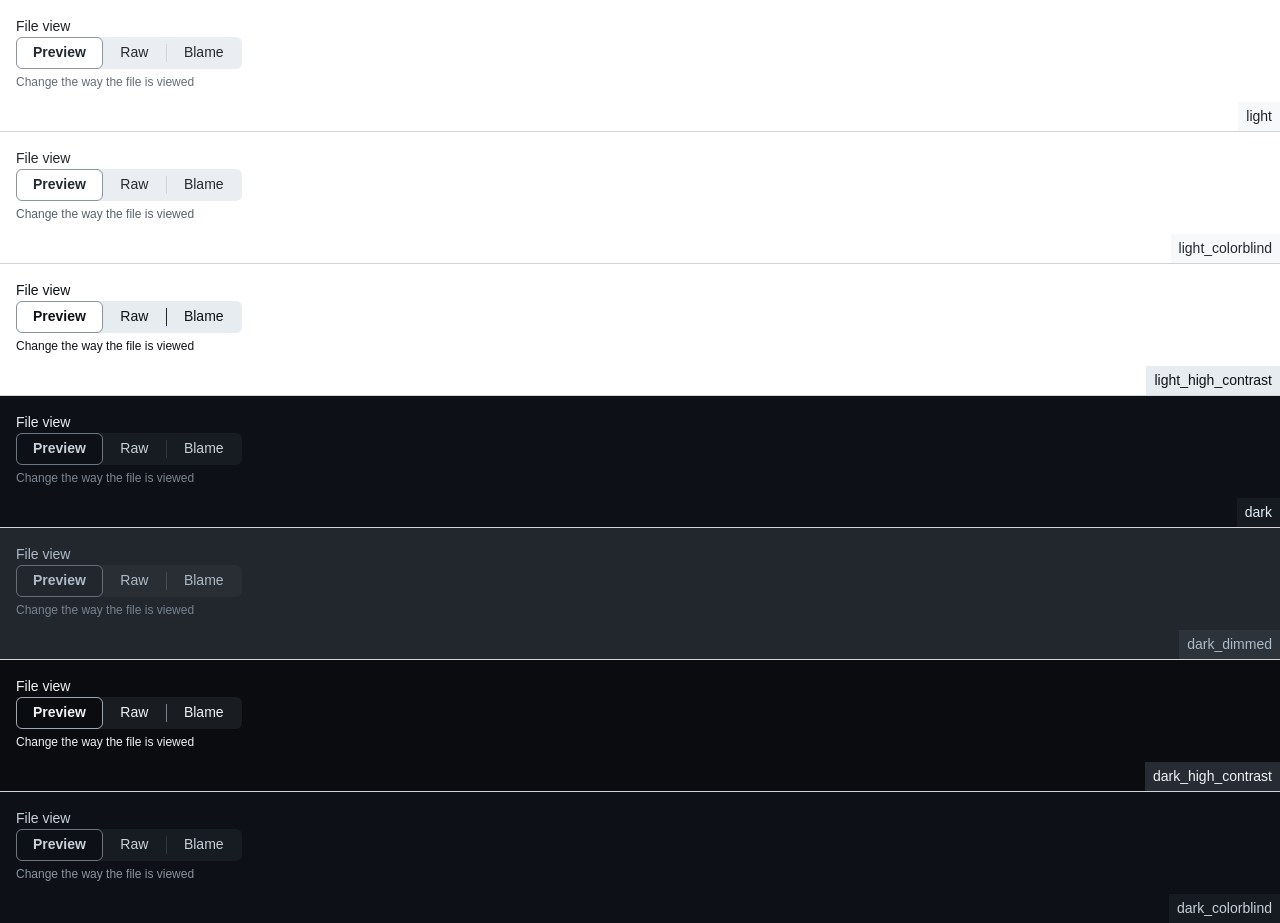 File view
Preview Raw Blame
Change the way the file is viewed
light
File view
Preview Raw Blame
Change the way the file is viewed
light_colorblind
File view
Preview Raw Blame
Change the way the file is viewed
light_high_contrast
File view
Preview Raw Blame
Change the way the file is viewed
dark
File view
Preview Raw Blame
Change the way the file is viewed
dark_dimmed
File view
Preview Raw Blame
Change the way the file is viewed
dark_high_contrast
File view
Preview Raw Blame
Change the way the file is viewed
dark_colorblind